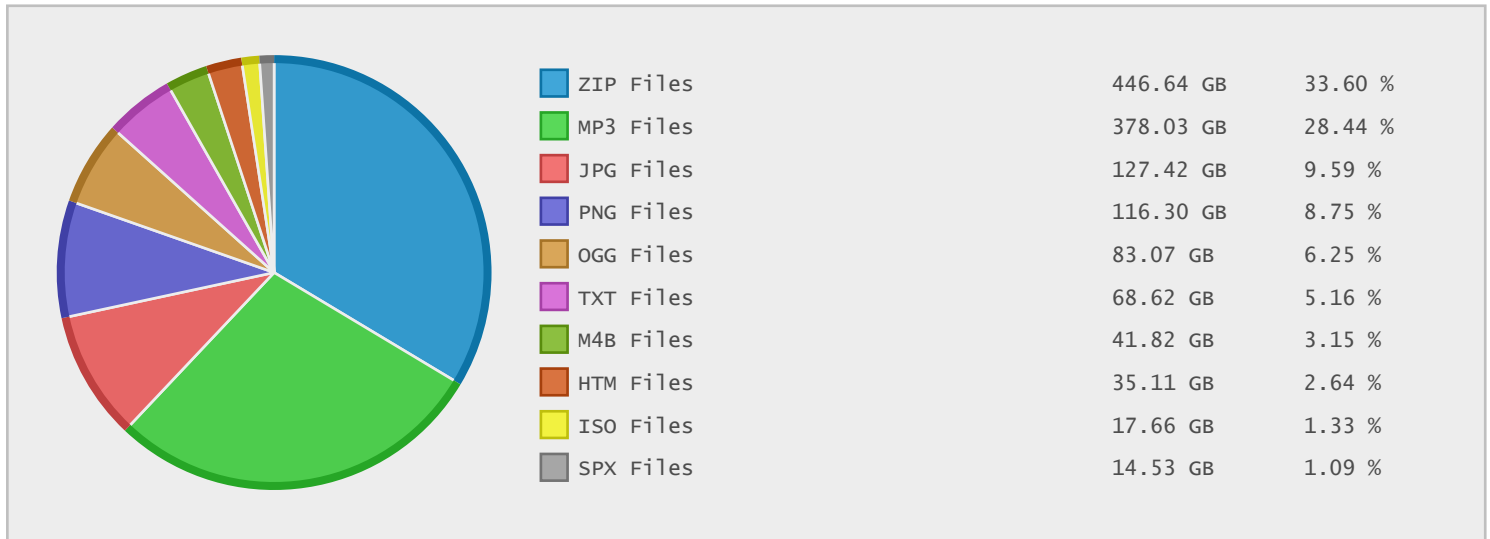 ZIP Files 446.64 GB 33.60 %
MP3 Files 378.03 GB 28.44 %
JPG Files 127.42 GB 9.59 %
PNG Files 116.30 GB 8.75 %
OGG Files 83.07 GB 6.25 %
TXT Files 68.62 GB 5.16 %
M4B Files 41.82 GB 3.15 %
HTM Files 35.11 GB 2.64 %
ISO Files 17.66 GB 1.33 %
SPX Files 14.53 GB 1.09 %